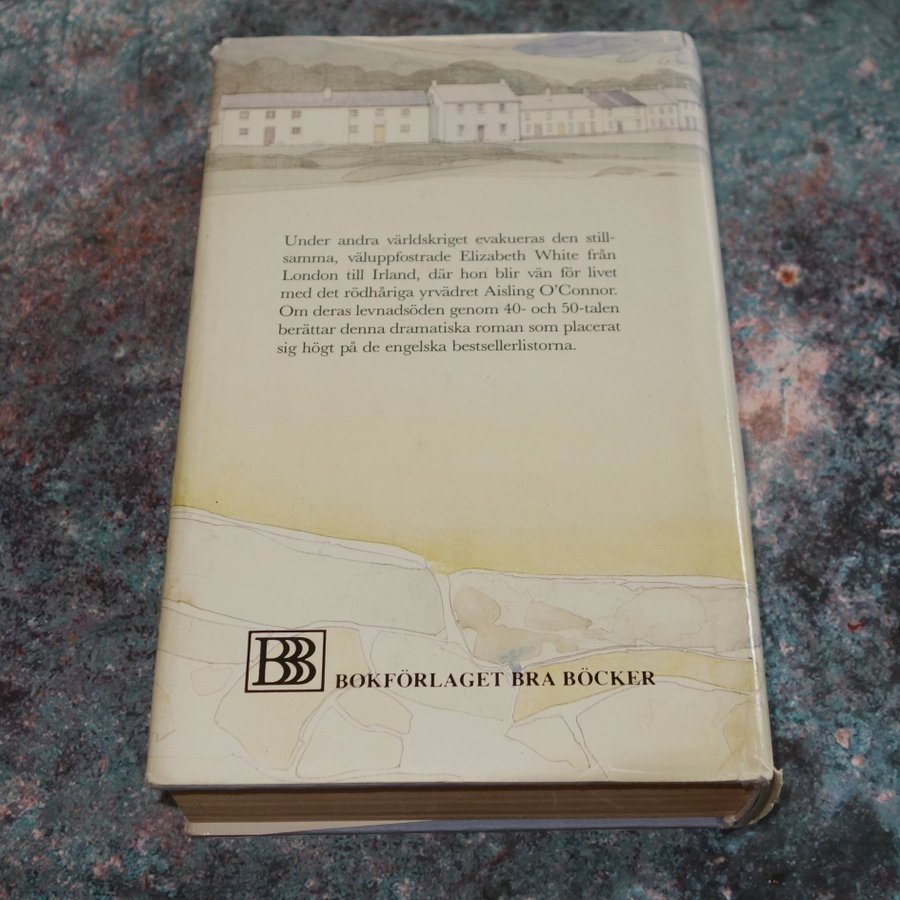 Under andra världskriget evakueras den still-
samma, väluppfostrade Elizabeth White från
London till Irland, där hon blir vän för livet
med det rödhåriga yrvädret Aisling O'Connor.
Om deras levnadsöden genom 40- och 50-talen
berättar denna dramatiska roman som placerat
sig högt på de engelska bestsellerlistorna.
BBB
BOKFÖRLAGET BRA BÖCKER